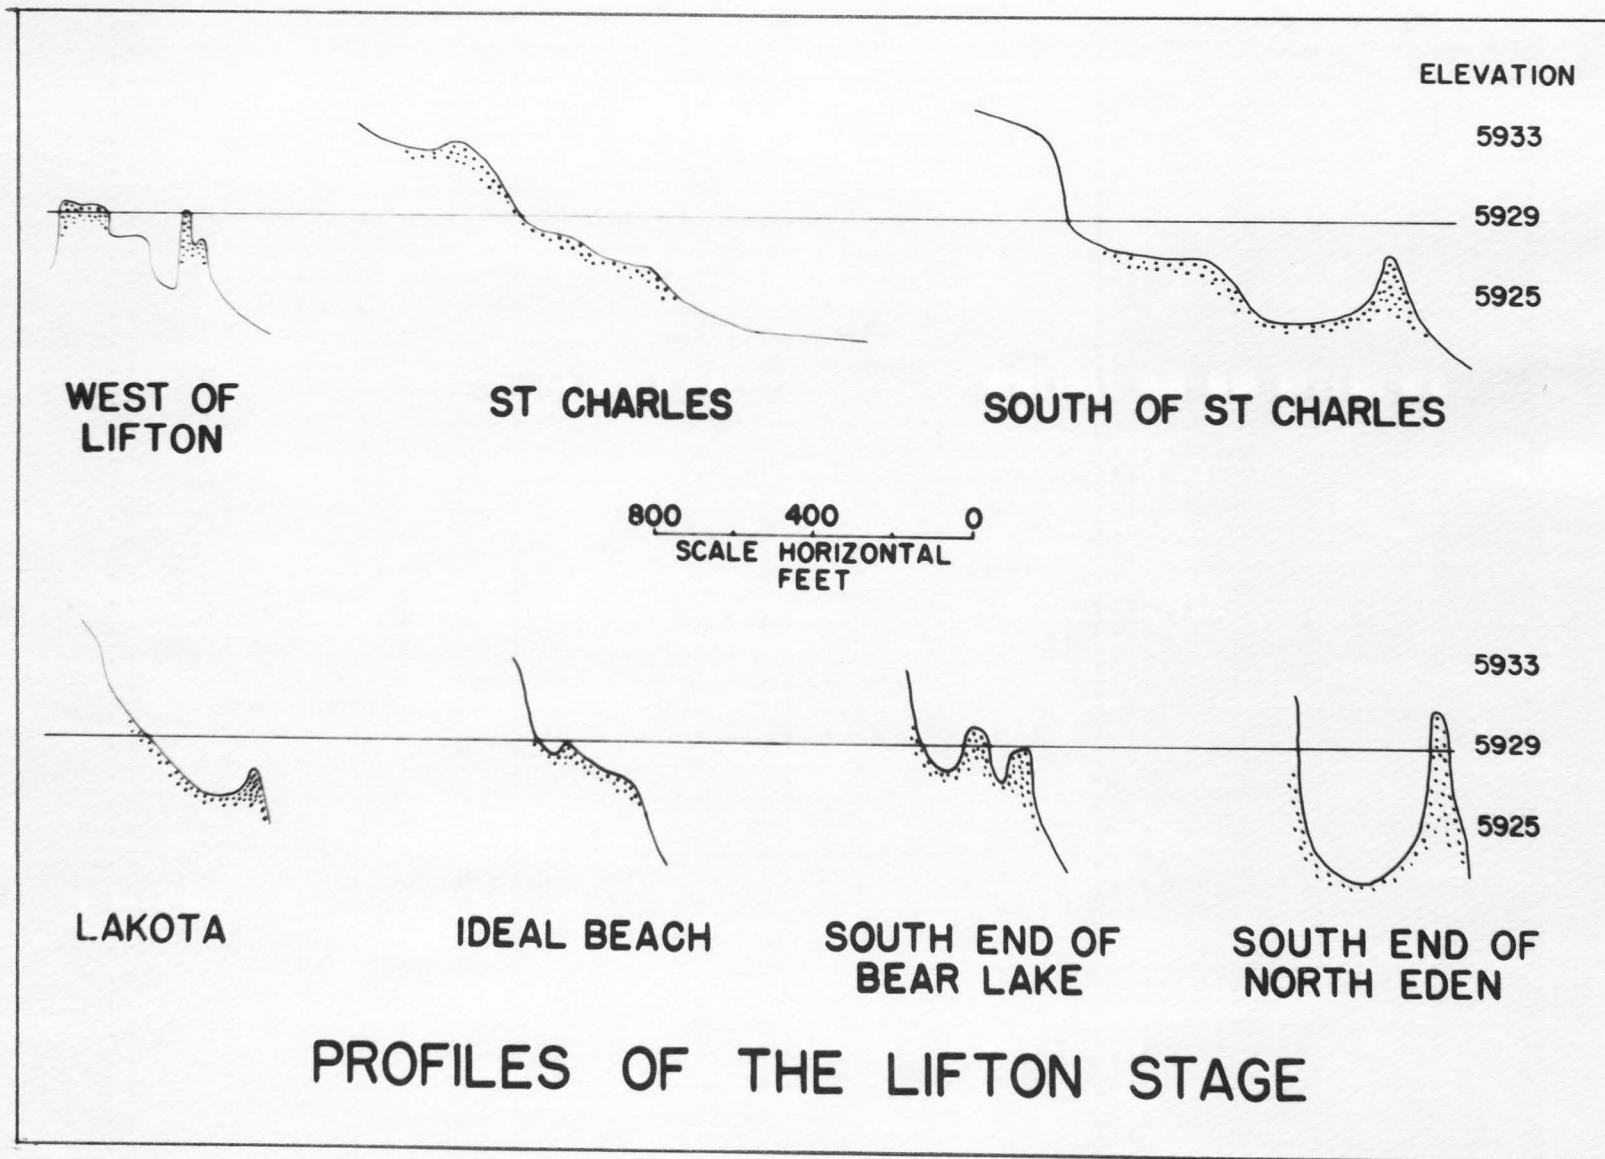 ELEVATION
5933
5929
5925
WEST OF
LIFTON
ST CHARLES
SOUTH OF ST CHARLES
800 400 0
SCALE HORIZONTAL
FEET
5933
5929
5925
LAKOTA
IDEAL BEACH
SOUTH END OF
BEAR LAKE
SOUTH END OF
NORTH EDEN
PROFILES OF THE LIFTON STAGE